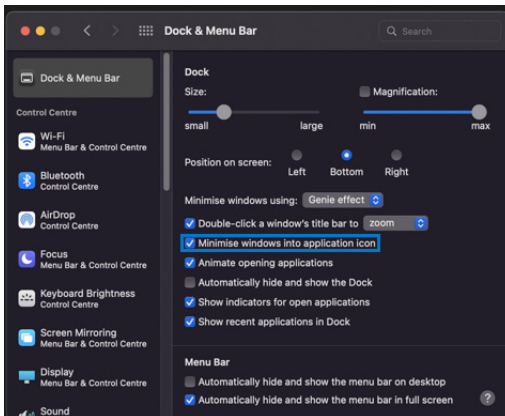 Dock & Menu Bar
Search
Dock & Menu Bar
Control Centre
Wi-Fi
Menu Bar & Control Centre
Bluetooth
Control Centre
AirDrop
Control Centre
Focus
Menu Bar & Control Centre
Keyboard Brightness
Control Centre
Screen Mirroring
Menu Bar & Control Centre
Display
Menu Bar & Control Centre
Sound
Dock
Size:
Magnification:
small large min max
Position on screen:
Left Bottom Right
Minimise windows using: Genie effect
Double-click a window's title bar to zoom
Minimise windows into application icon
Animate opening applications
Automatically hide and show the Dock
Show indicators for open applications
Show recent applications in Dock
Menu Bar
Automatically hide and show the menu bar on desktop
Automatically hide and show the menu bar in full screen
?